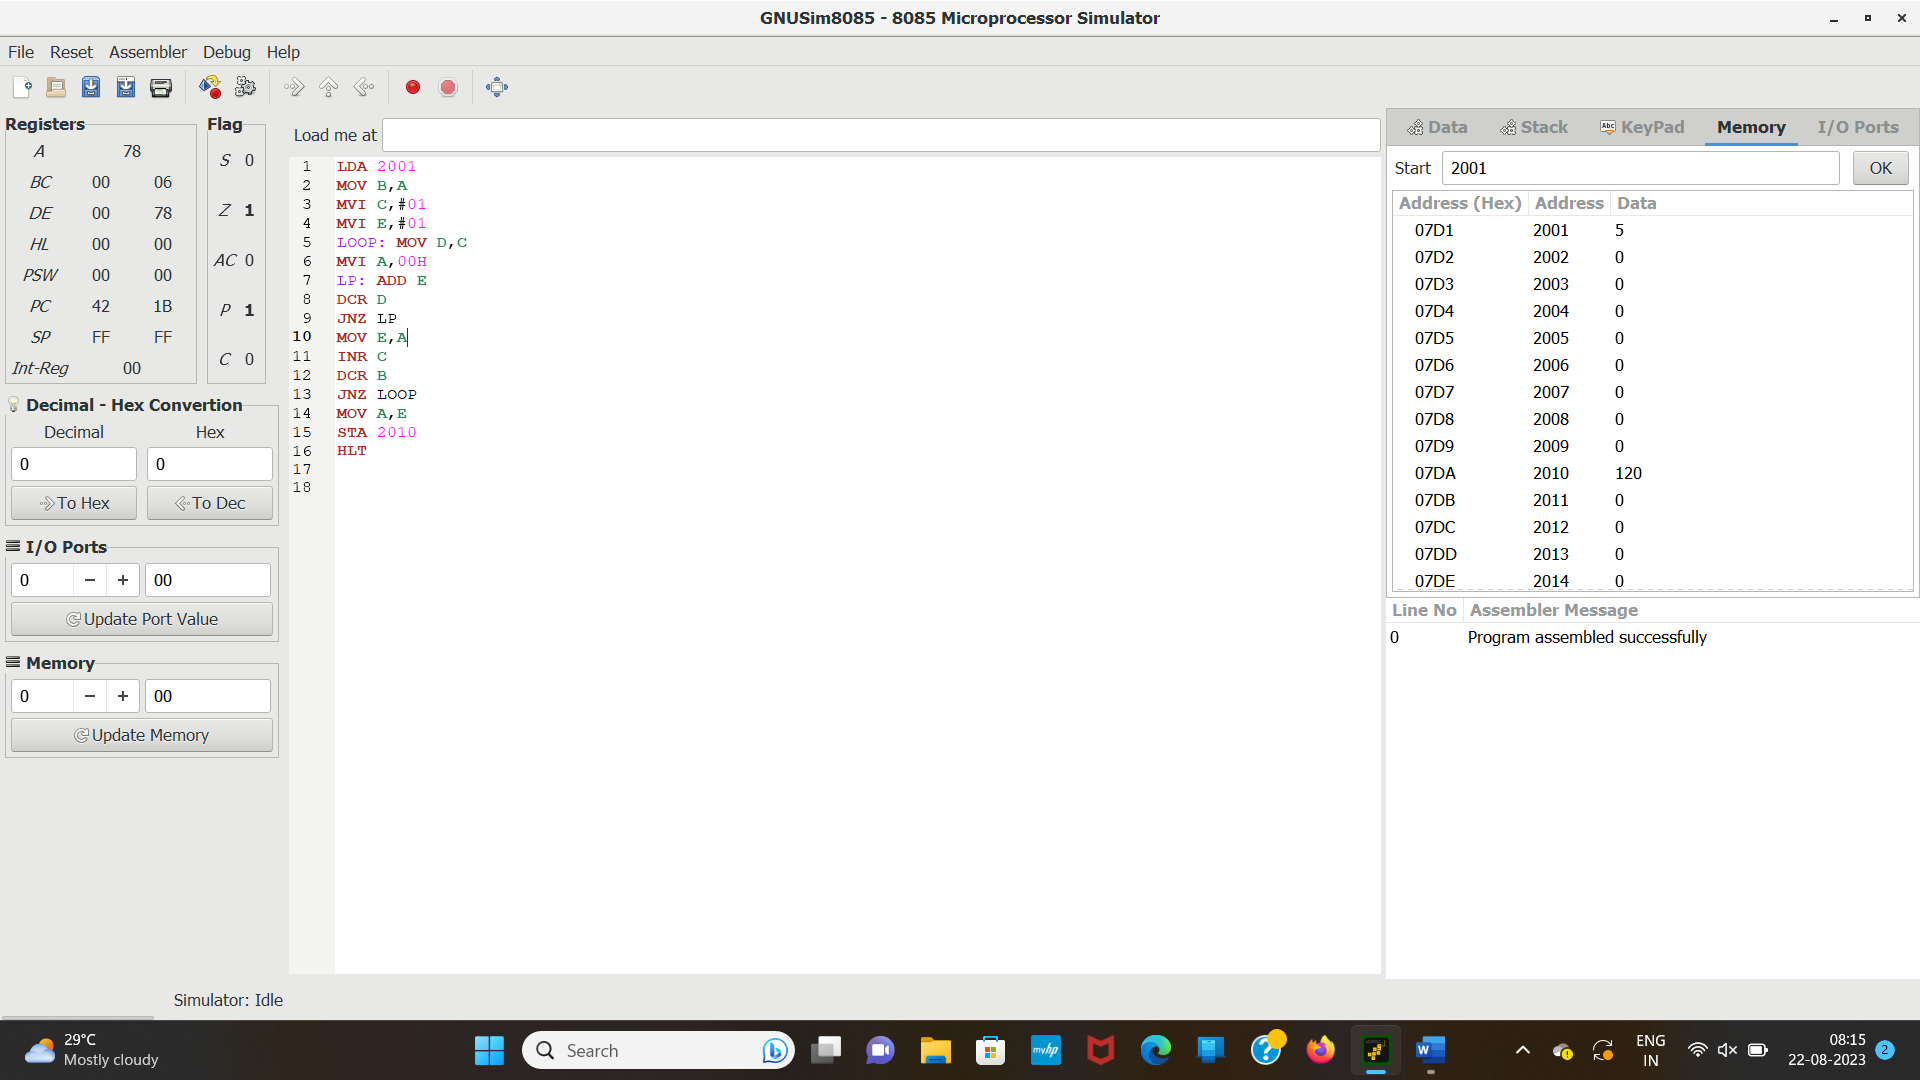 GNUSim8085 - 8085 Microprocessor Simulator
File Reset Assembler Debug Help
Registers
A 78
BC 00 06
DE 00 78
HL 00 00
PSW 00 00
PC 42 1B
SP FF FF
Int-Reg 00
Flag
S 0
Z 1
AC 0
P 1
C 0
Decimal - Hex Convertion
Decimal Hex
0 0
To Hex To Dec
I/O Ports
0 − + 00
Update Port Value
Memory
0 − + 00
Update Memory
Load me at
1 LDA 2001
2 MOV B,A
3 MVI C,#01
4 MVI E,#01
5 LOOP: MOV D,C
6 MVI A,00H
7 LP: ADD E
8 DCR D
9 JNZ LP
10 MOV E,A
11 INR C
12 DCR B
13 JNZ LOOP
14 MOV A,E
15 STA 2010
16 HLT
17
18
Data Stack Abc KeyPad Memory I/O Ports
Start 2001 OK
Address (Hex) Address Data
07D1 2001 5
07D2 2002 0
07D3 2003 0
07D4 2004 0
07D5 2005 0
07D6 2006 0
07D7 2007 0
07D8 2008 0
07D9 2009 0
07DA 2010 120
07DB 2011 0
07DC 2012 0
07DD 2013 0
07DE 2014 0
Line No Assembler Message
0 Program assembled successfully
Simulator: Idle
29°C
Mostly cloudy
Search
myhp
W
ENG
IN
08:15
22-08-2023
2